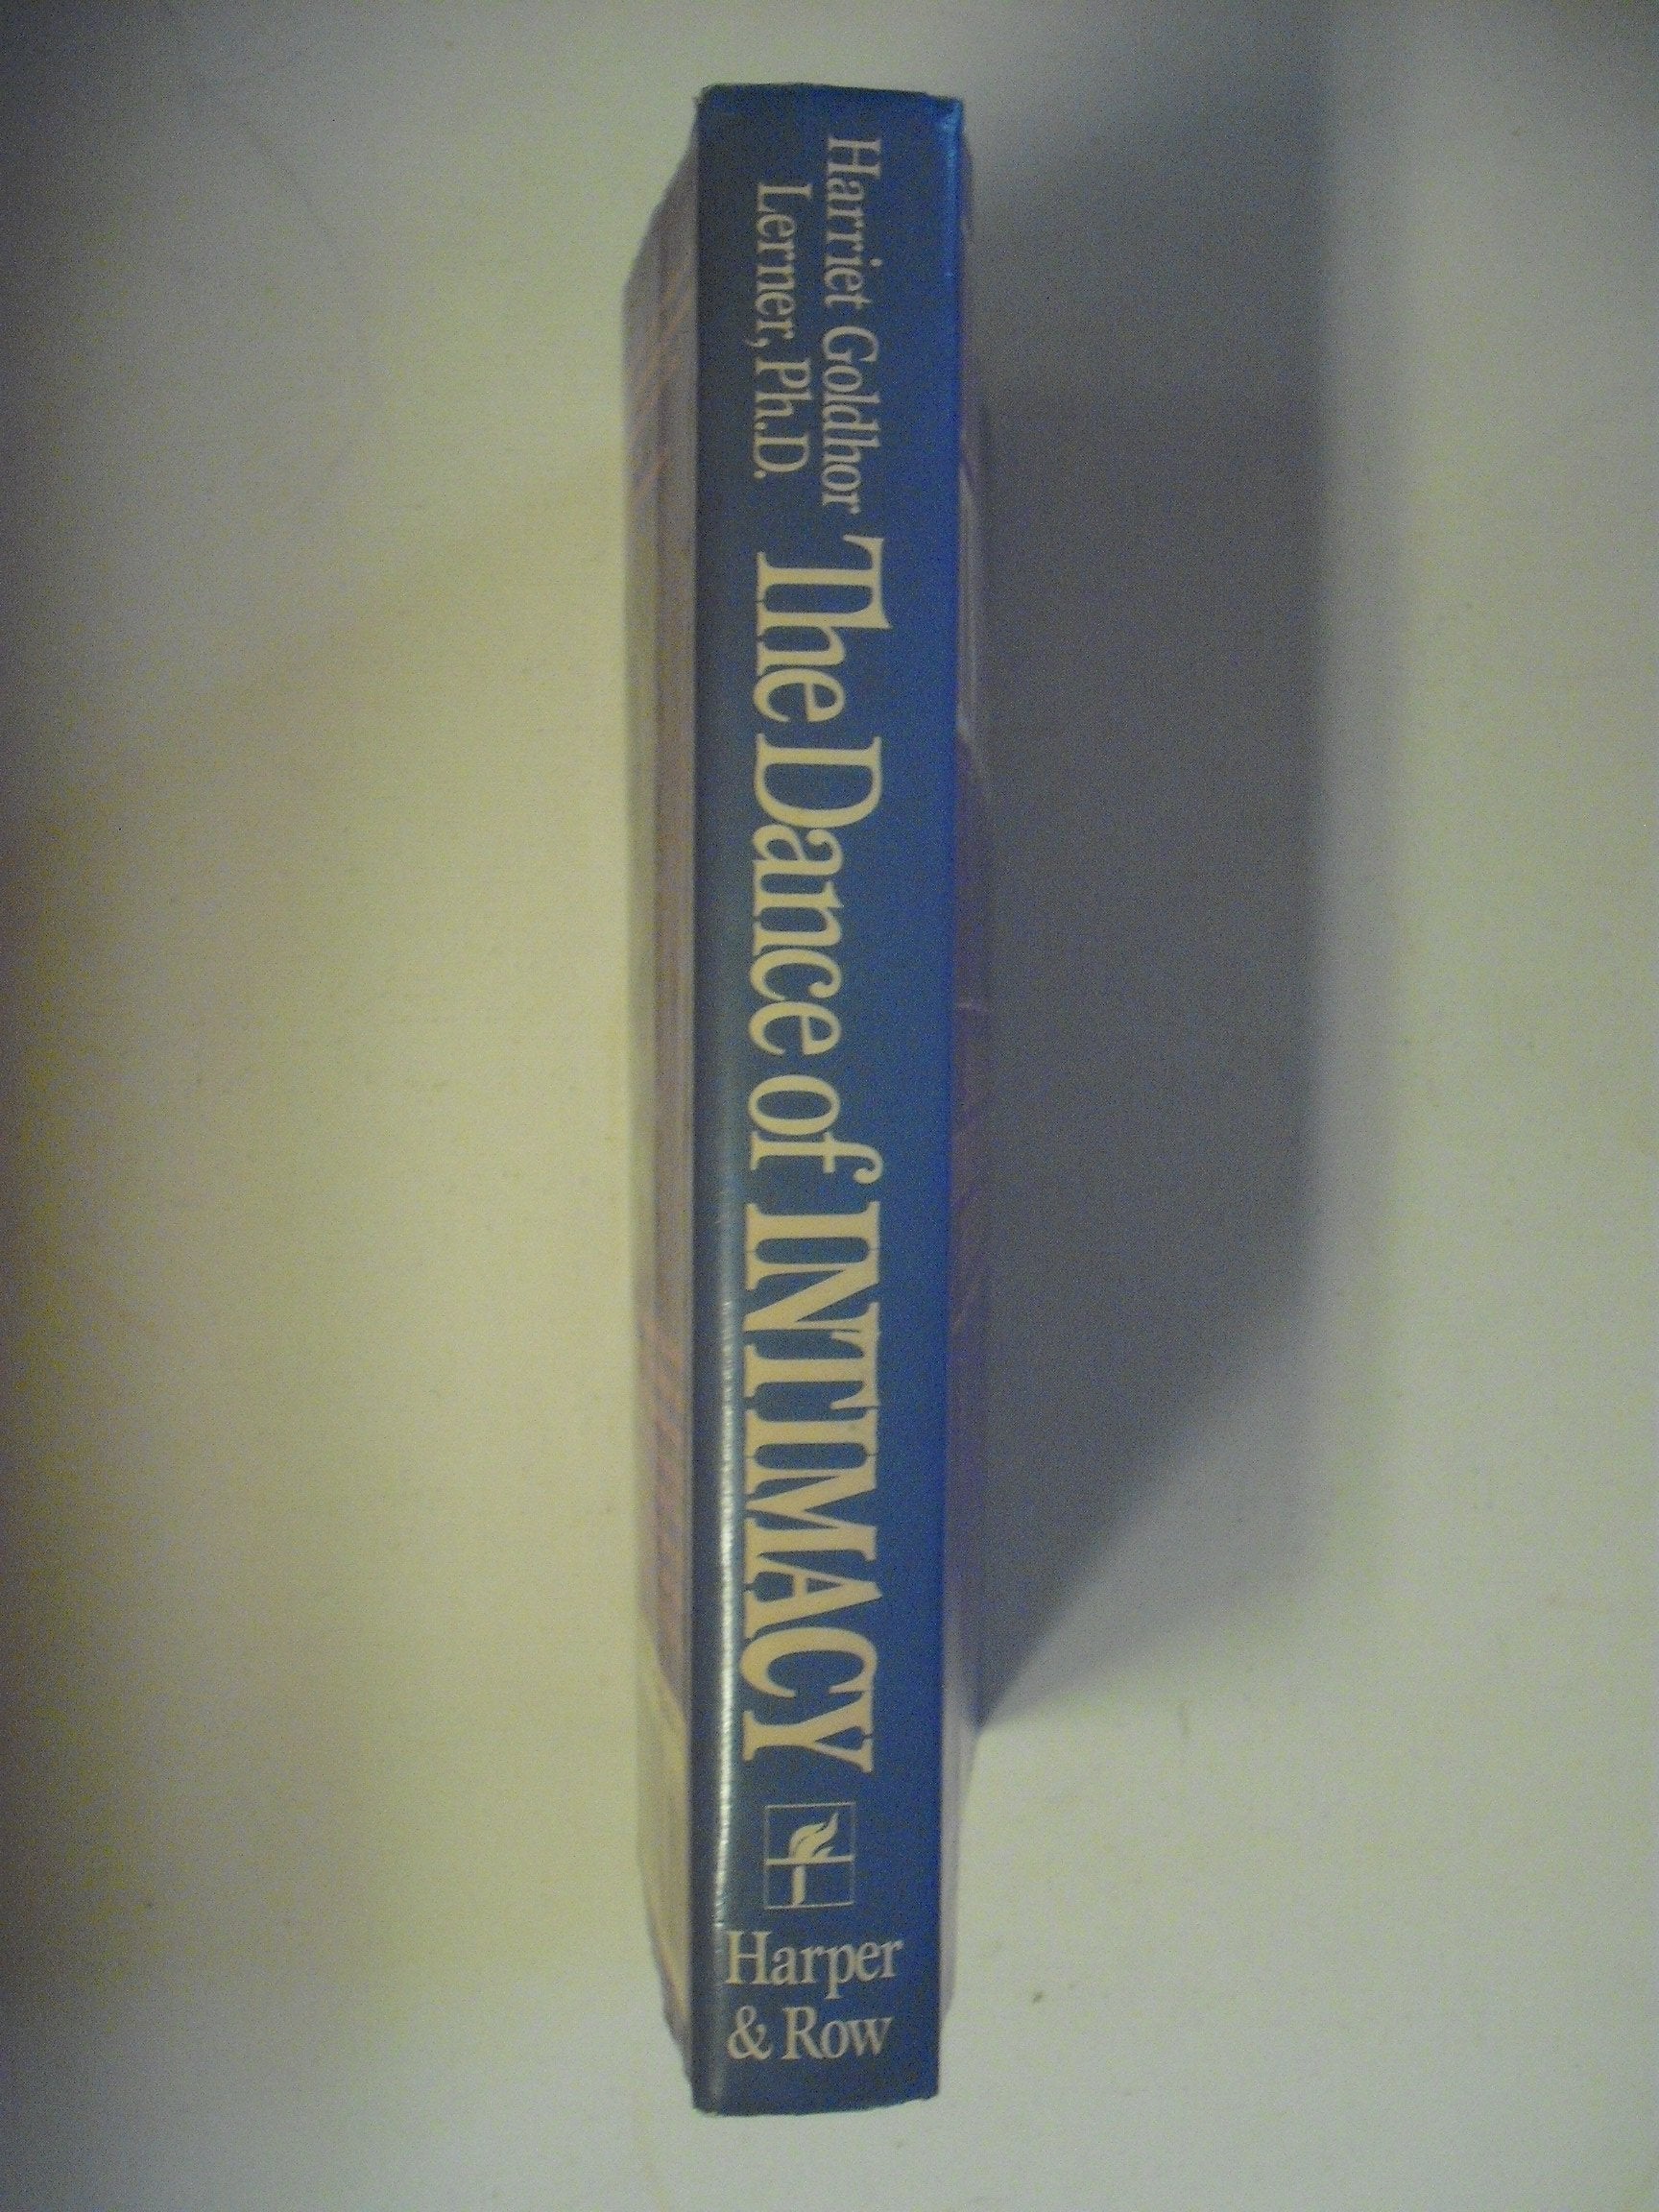 Harriet Goldhor
Lerner, Ph.D.
The Dance of INTIMACY
Harper
& Row